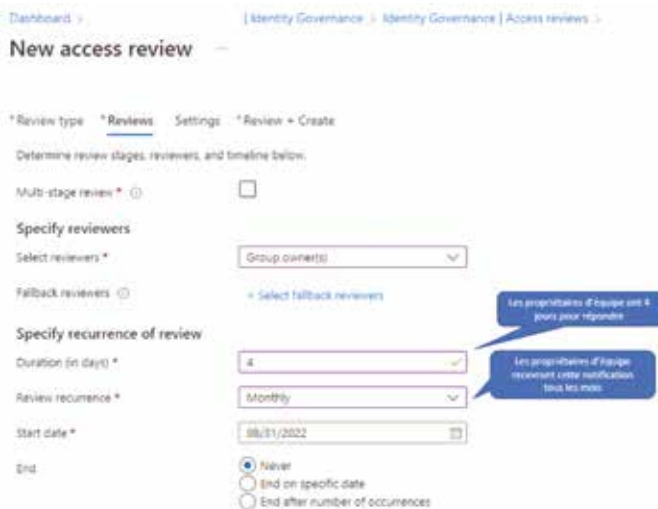 Dashboard >
| Identity Governance > Identity Governance | Access reviews >
New access review ...
* Review type * Reviews Settings * Review + Create
Determine review stages, reviewers, and timeline below.
Multi-stage review *
Specify reviewers
Select reviewers * Group owner(s)
Fallback reviewers + Select fallback reviewers
Les propriétaires d'équipe ont 4
jours pour répondre
Specify recurrence of review
Duration (in days) * 4
Les propriétaires d'équipe
recevront cette notification
tous les mois
Review recurrence * Monthly
Start date * 08/31/2022
End Never
End on specific date
End after number of occurrences